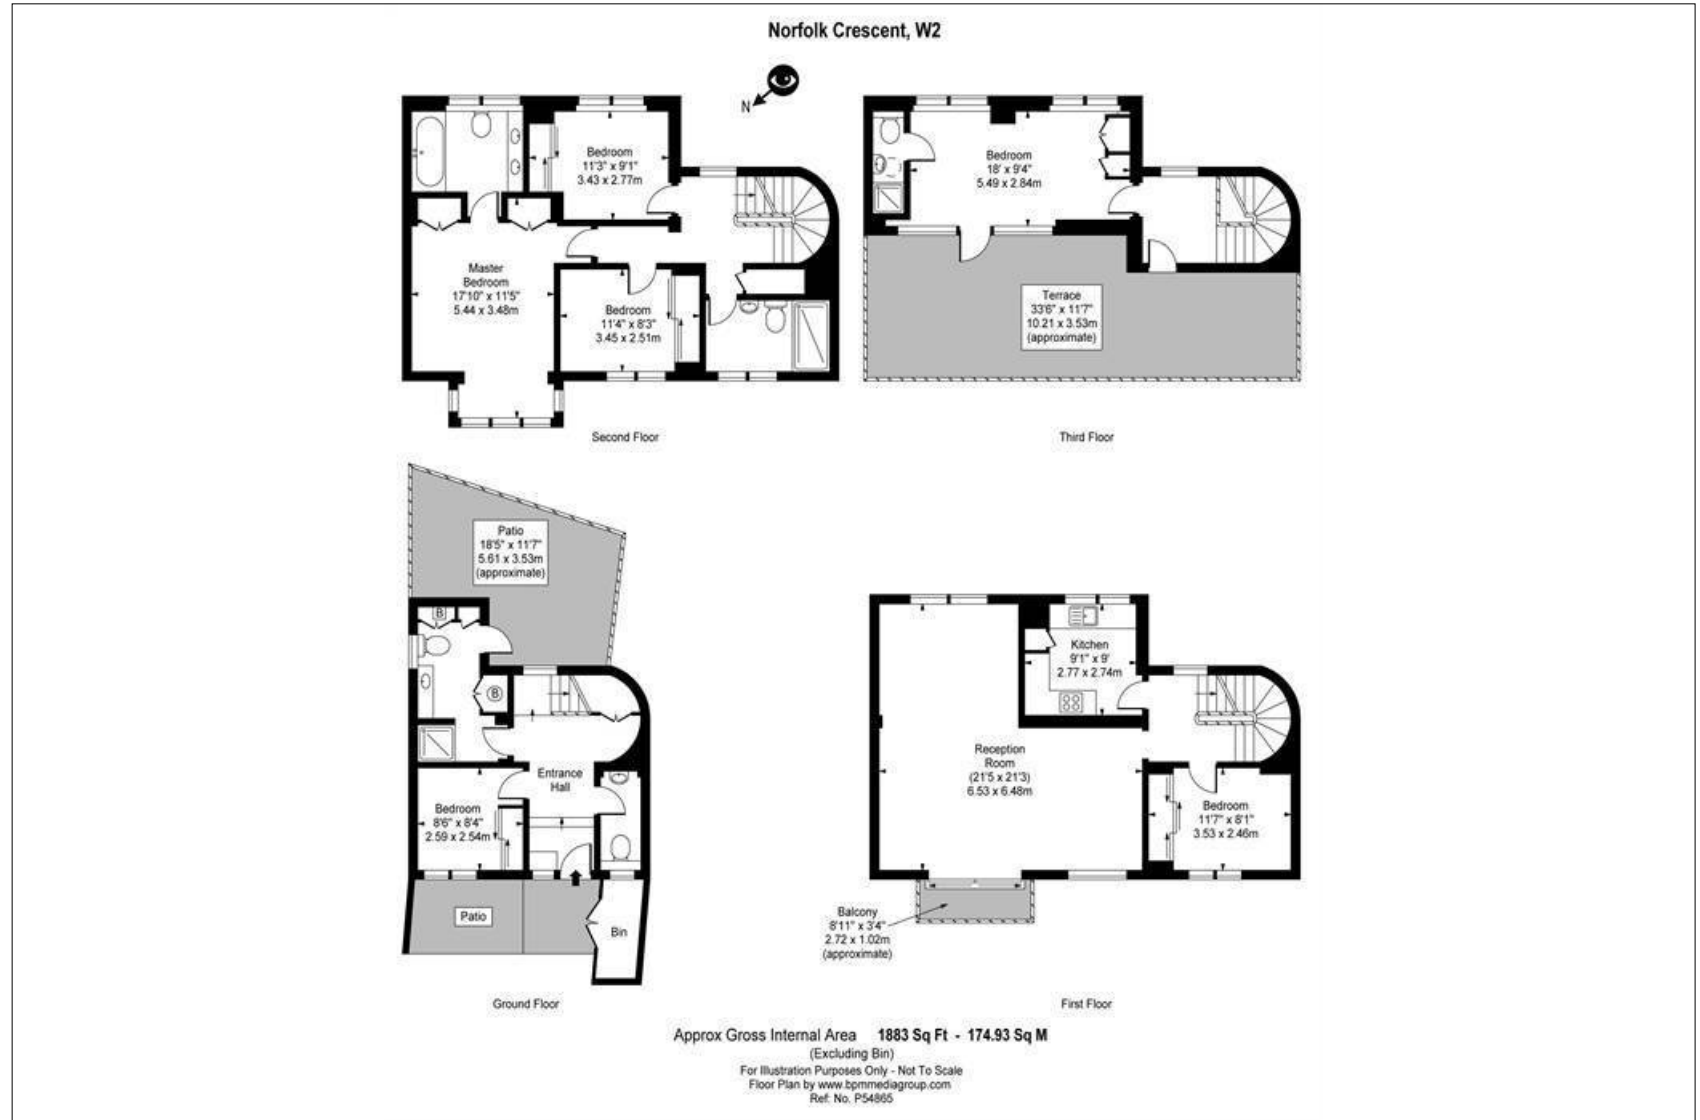 Norfolk Crescent, W2
N
Bedroom
11'3" x 9'1"
3.43 x 2.77m
Master
Bedroom
17'10" x 11'5"
5.44 x 3.48m
Bedroom
11'4" x 8'3"
3.45 x 2.51m
Second Floor
Bedroom
18' x 9'4"
5.49 x 2.84m
Terrace
33'6" x 11'7"
10.21 x 3.53m
(approximate)
Third Floor
Patio
18'5" x 11'7"
5.61 x 3.53m
(approximate)
B
B
Entrance
Hall
Bedroom
8'6" x 8'4"
2.59 x 2.54m
Patio
Bin
Ground Floor
Kitchen
9'1" x 9'
2.77 x 2.74m
Reception
Room
(21'5 x 21'3)
6.53 x 6.48m
Bedroom
11'7" x 8'1"
3.53 x 2.46m
Balcony
8'11" x 3'4"
2.72 x 1.02m
(approximate)
First Floor
Approx Gross Internal Area 1883 Sq Ft - 174.93 Sq M
(Excluding Bin)
For Illustration Purposes Only - Not To Scale
Floor Plan by www.bpmmediagroup.com
Ref: No. P54865